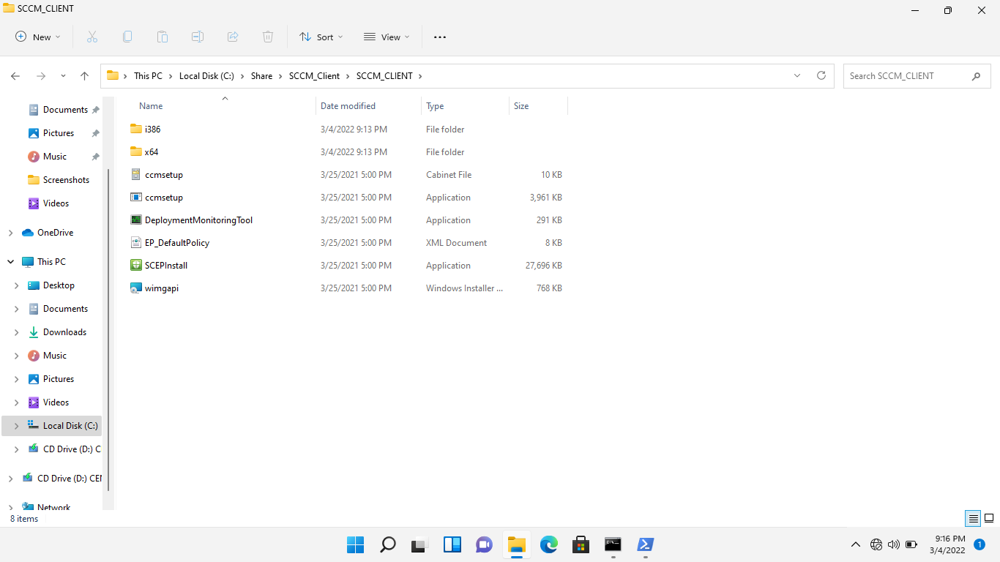 SCCM_CLIENT
New
Sort
View
This PC
Local Disk (C:)
Share
SCCM_Client
SCCM_CLIENT
Search SCCM_CLIENT
Documents
Pictures
Music
Screenshots
Videos
OneDrive
This PC
Desktop
Documents
Downloads
Music
Pictures
Videos
Local Disk (C:)
CD Drive (D:) C
CD Drive (D:) CE
Network
Name Date modified Type Size
i386 3/4/2022 9:13 PM File folder
x64 3/4/2022 9:13 PM File folder
ccmsetup 3/25/2021 5:00 PM Cabinet File 10 KB
ccmsetup 3/25/2021 5:00 PM Application 3,961 KB
DeploymentMonitoringTool 3/25/2021 5:00 PM Application 291 KB
EP_DefaultPolicy 3/25/2021 5:00 PM XML Document 8 KB
SCEPInstall 3/25/2021 5:00 PM Application 27,696 KB
wimgapi 3/25/2021 5:00 PM Windows Installer ... 768 KB
8 items
9:16 PM
3/4/2022
1